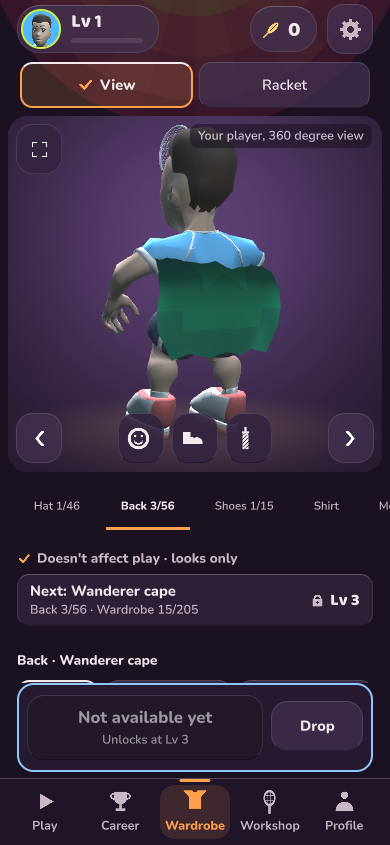 Lv 1
0
View
Racket
Your player, 360 degree view
Hat 1/46
Back 3/56
Shoes 1/15
Shirt
Doesn't affect play · looks only
Next: Wanderer cape
Back 3/56 · Wardrobe 15/205
Lv 3
Back · Wanderer cape
Not available yet
Unlocks at Lv 3
Drop
Play
Career
Wardrobe
Workshop
Profile